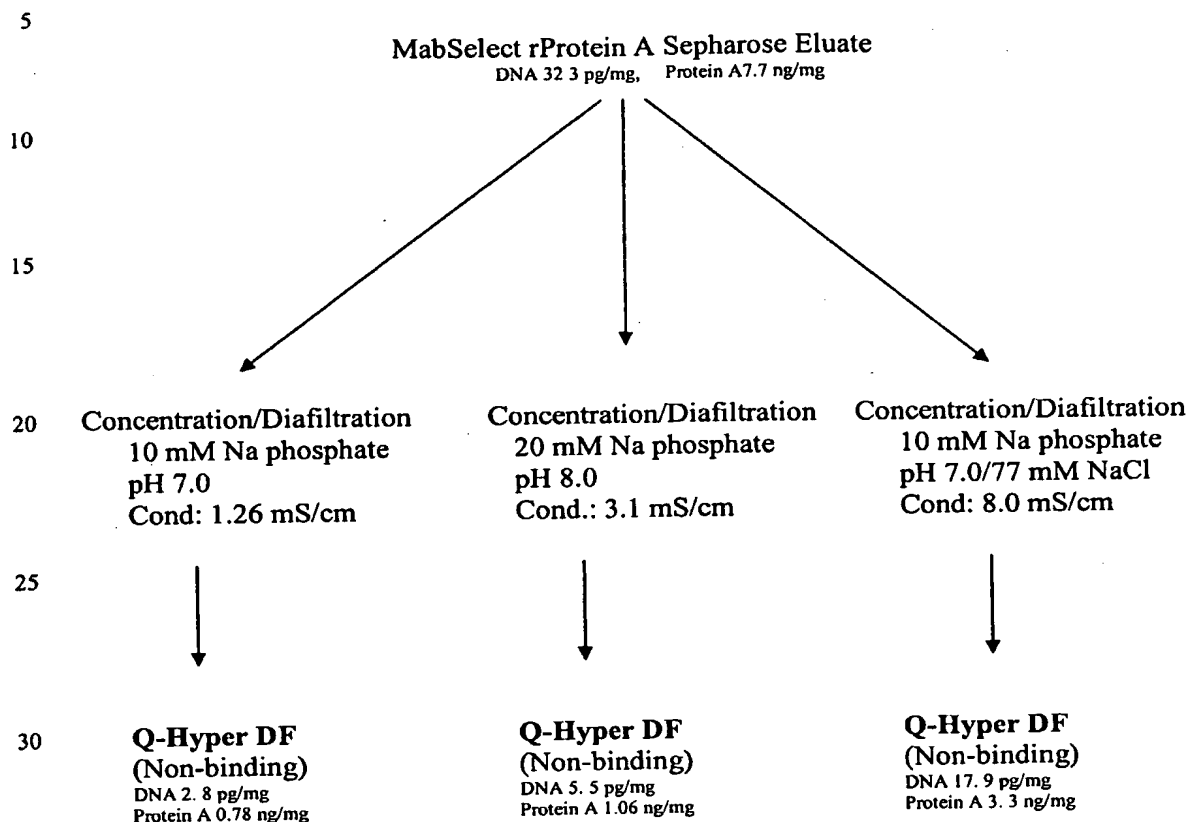 5
MabSelect rProtein A Sepharose Eluate
DNA 32 3 pg/mg, Protein A7.7 ng/mg
10
15
20
Concentration/Diafiltration
10 mM Na phosphate
pH 7.0
Cond: 1.26 mS/cm
Concentration/Diafiltration
20 mM Na phosphate
pH 8.0
Cond.: 3.1 mS/cm
Concentration/Diafiltration
10 mM Na phosphate
pH 7.0/77 mM NaCl
Cond: 8.0 mS/cm
25
30
Q-Hyper DF
(Non-binding)
DNA 2. 8 pg/mg
Protein A 0.78 ng/mg
Q-Hyper DF
(Non-binding)
DNA 5. 5 pg/mg
Protein A 1.06 ng/mg
Q-Hyper DF
(Non-binding)
DNA 17. 9 pg/mg
Protein A 3. 3 ng/mg